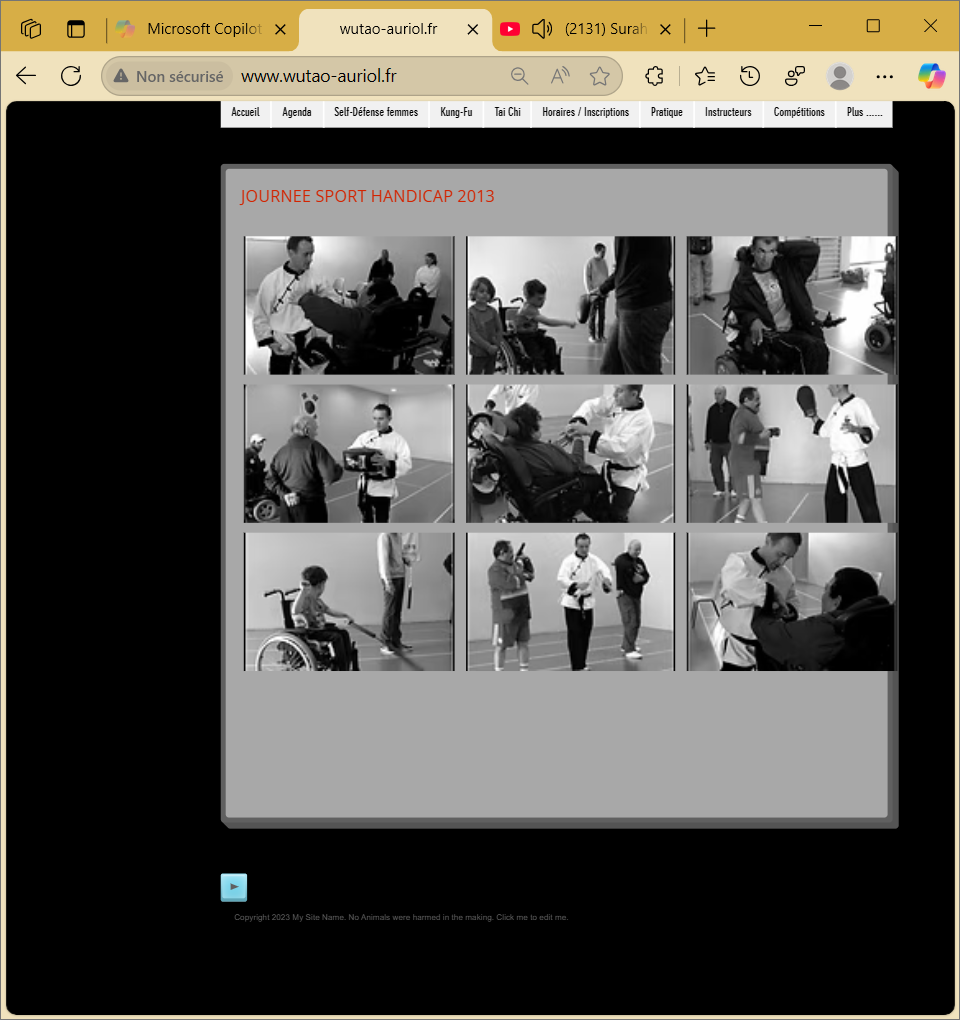 Microsoft Copilot
wutao-auriol.fr
(2131) Surah
Non sécurisé
www.wutao-auriol.fr
Accueil
Agenda
Self-Défense femmes
Kung-Fu
Tai Chi
Horaires / Inscriptions
Pratique
Instructeurs
Compétitions
Plus ......
JOURNEE SPORT HANDICAP 2013
Copyright 2023 My Site Name. No Animals were harmed in the making. Click me to edit me.